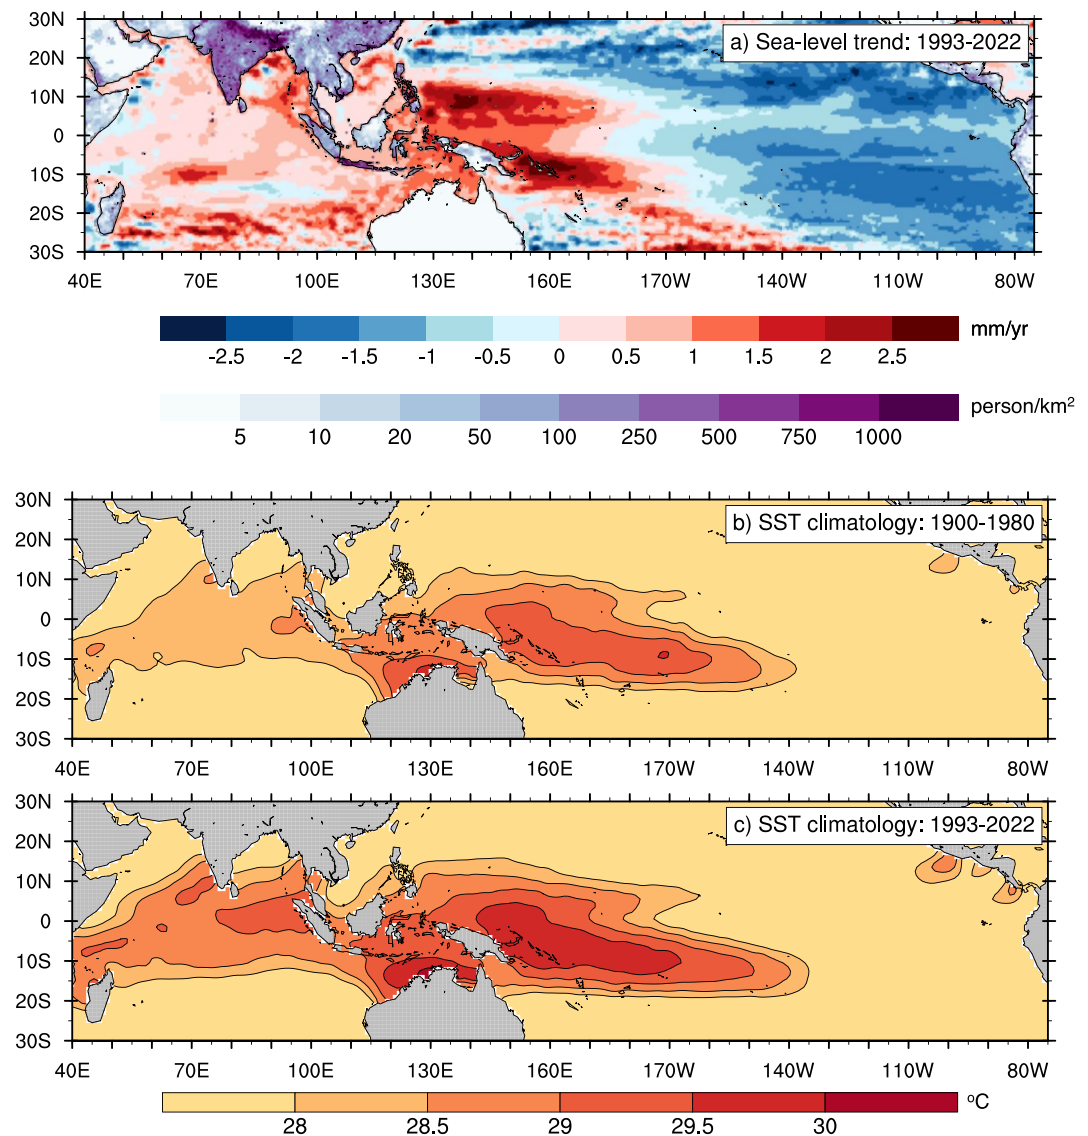 30N
20N
10N
0
10S
20S
30S
a) Sea-level trend: 1993-2022
40E 70E 100E 130E 160E 170W 140W 110W 80W
-2.5 -2 -1.5 -1 -0.5 0 0.5 1 1.5 2 2.5 mm/yr
5 10 20 50 100 250 500 750 1000 person/km²
30N
20N
10N
0
10S
20S
30S
b) SST climatology: 1900-1980
40E 70E 100E 130E 160E 170W 140W 110W 80W
30N
20N
10N
0
10S
20S
30S
c) SST climatology: 1993-2022
40E 70E 100E 130E 160E 170W 140W 110W 80W
28 28.5 29 29.5 30 °C